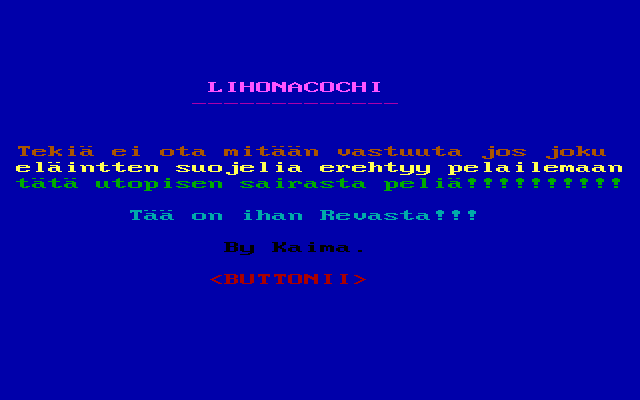 LIHONACOCHI
_____________
Tekiä ei ota mitään vastuuta jos joku
eläintten suojelia erehtyy pelailemaan
tätä utopisen sairasta peliä!!!!!!!!!!
Tää on ihan Revasta!!!
By Kaima.
<BUTTONII>